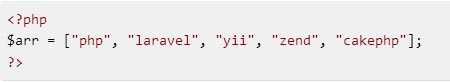 <?php
$arr = ["php", "laravel", "yii", "zend", "cakephp"];
?>